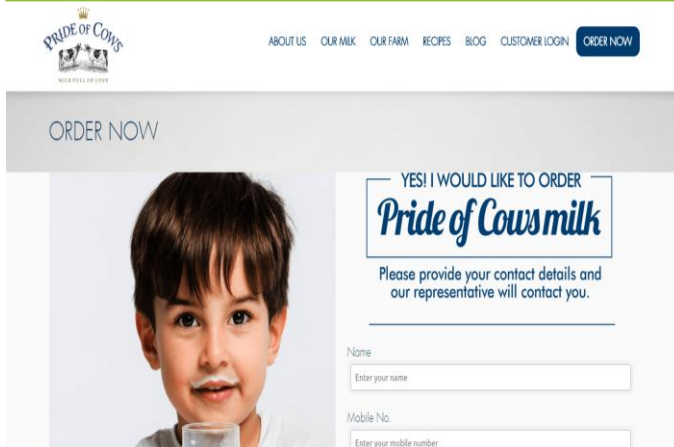 PRIDE OF COWS
MILK FULL OF LOVE
ABOUT US OUR MILK OUR FARM RECIPES BLOG CUSTOMER LOGIN ORDER NOW
ORDER NOW
YES! I WOULD LIKE TO ORDER
Pride of Cows milk
Please provide your contact details and
our representative will contact you.
Name
Enter your name
Mobile No.
Enter your mobile number